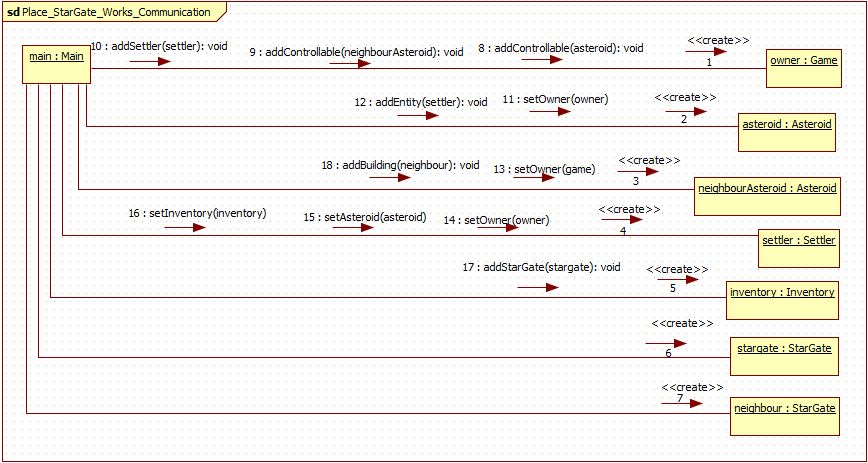 sd Place_StarGate_Works_Communication
main : Main
10 : addSettler(settler): void
9 : addControllable(neighbourAsteroid): void
8 : addControllable(asteroid): void
<<create>>
1
owner : Game
12 : addEntity(settler): void
11 : setOwner(owner)
<<create>>
2
asteroid : Asteroid
18 : addBuilding(neighbour): void
13 : setOwner(game)
<<create>>
3
neighbourAsteroid : Asteroid
16 : setInventory(inventory)
15 : setAsteroid(asteroid)
14 : setOwner(owner)
<<create>>
4
settler : Settler
17 : addStarGate(stargate): void
<<create>>
5
inventory : Inventory
<<create>>
6
stargate : StarGate
<<create>>
7
neighbour : StarGate